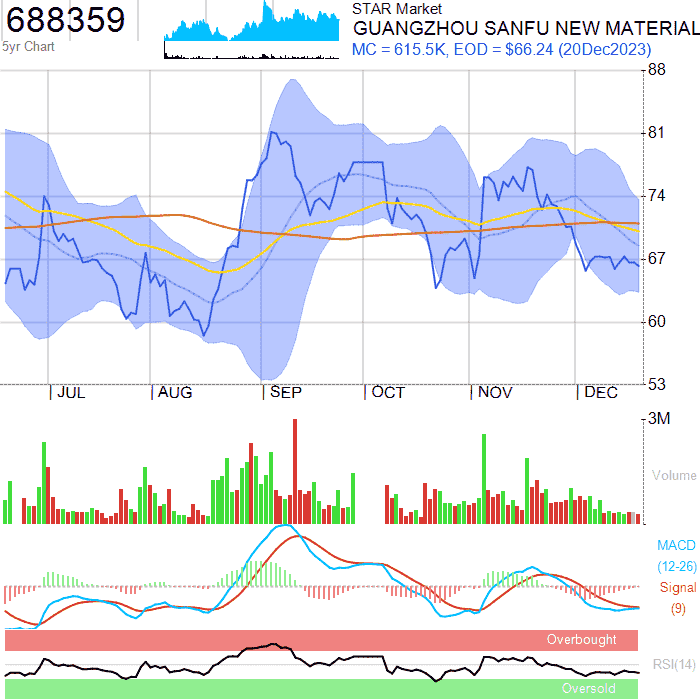 688359
5yr Chart
STAR Market
GUANGZHOU SANFU NEW MATERIAL
MC = 615.5K, EOD = $66.24 (20Dec2023)
88
81
74
67
60
53
JUL AUG SEP OCT NOV DEC
3M
Volume
MACD
(12-26)
Signal
(9)
Overbought
RSI(14)
Oversold